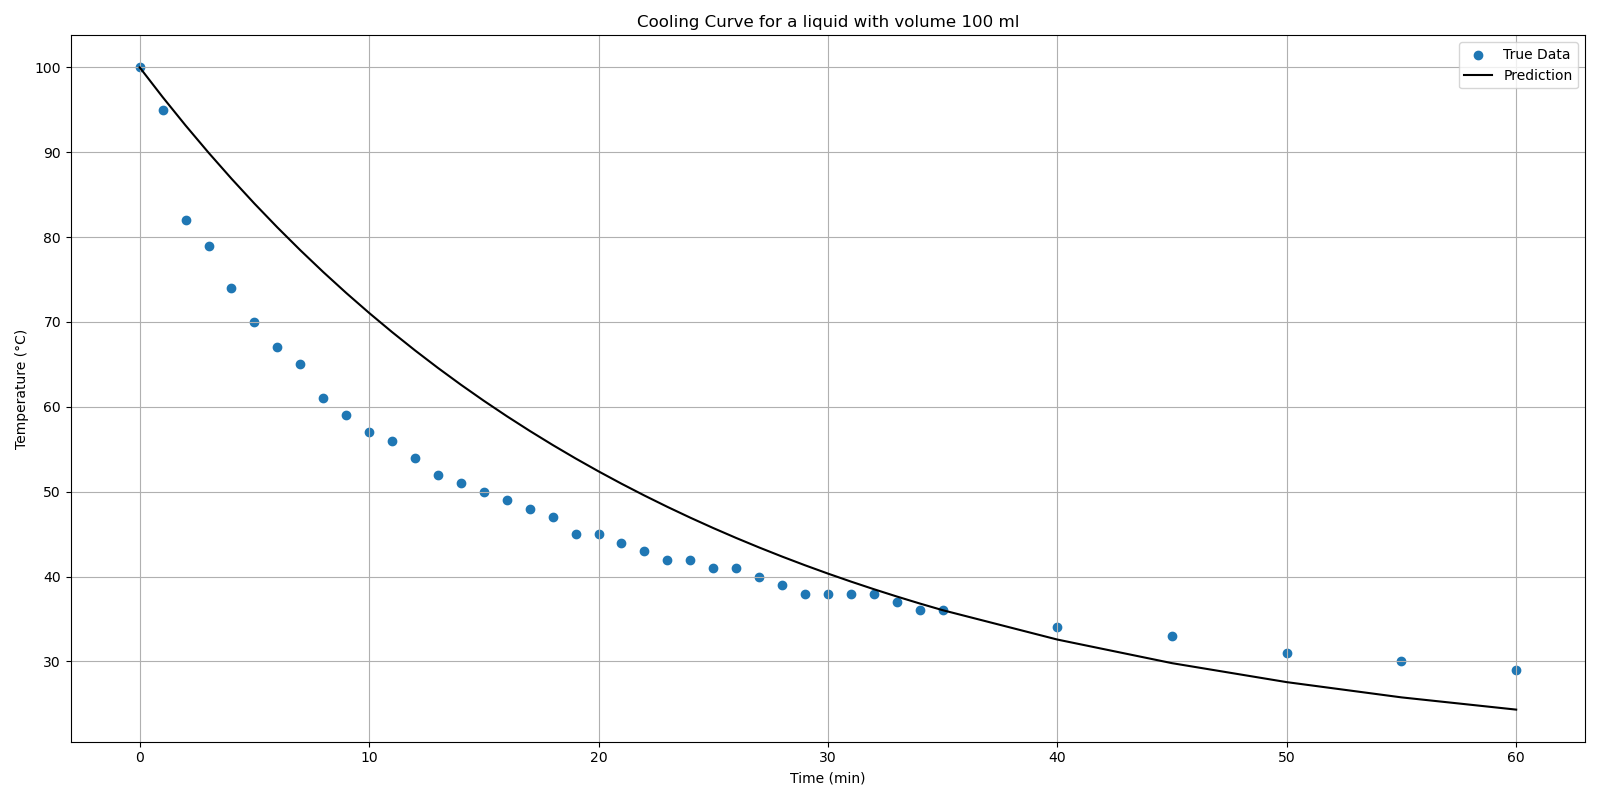 Cooling Curve for a liquid with volume 100 ml
True Data
Prediction
Temperature (°C)
100
90
80
70
60
50
40
30
0 10 20 30 40 50 60
Time (min)